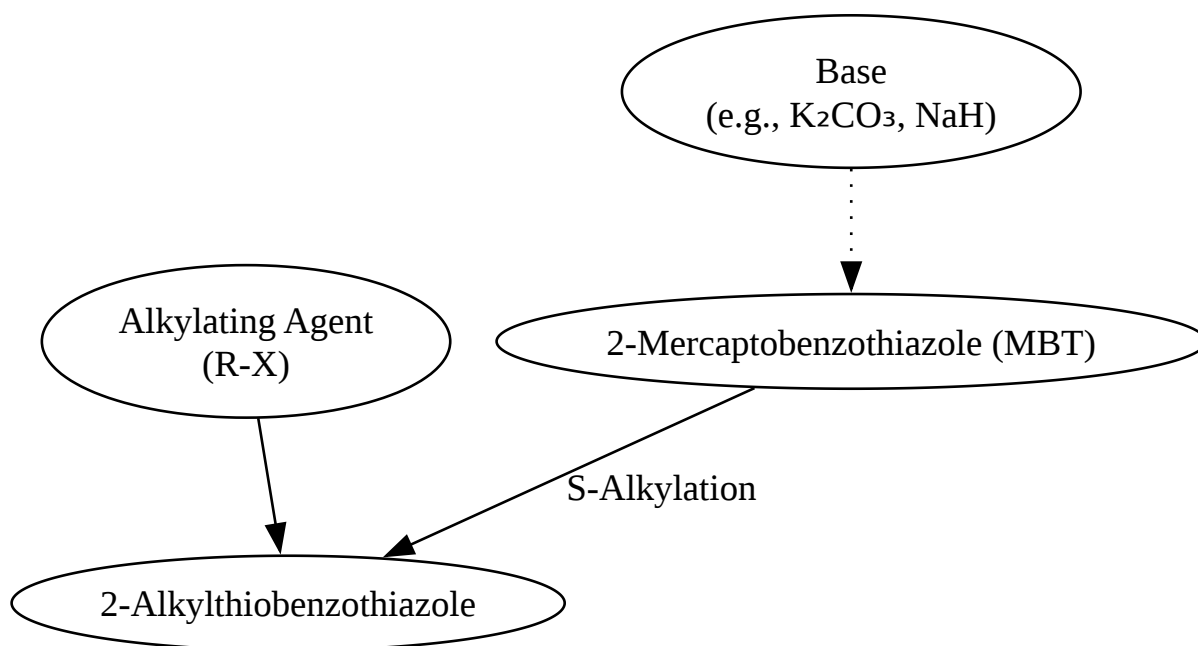 Base
(e.g., K₂CO₃, NaH)
Alkylating Agent
(R-X)
2-Mercaptobenzothiazole (MBT)
S-Alkylation
2-Alkylthiobenzothiazole